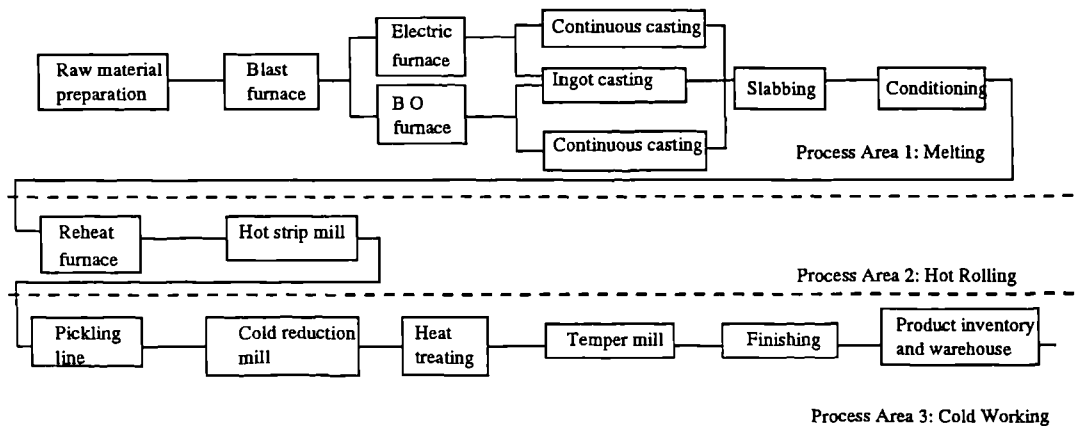 Raw material
preparation
Blast
furnace
Electric
furnace
B O
furnace
Continuous casting
Ingot casting
Continuous casting
Slabbing
Conditioning
Process Area 1: Melting
Reheat
furnace
Hot strip mill
Process Area 2: Hot Rolling
Pickling
line
Cold reduction
mill
Heat
treating
Temper mill
Finishing
Product inventory
and warehouse
Process Area 3: Cold Working